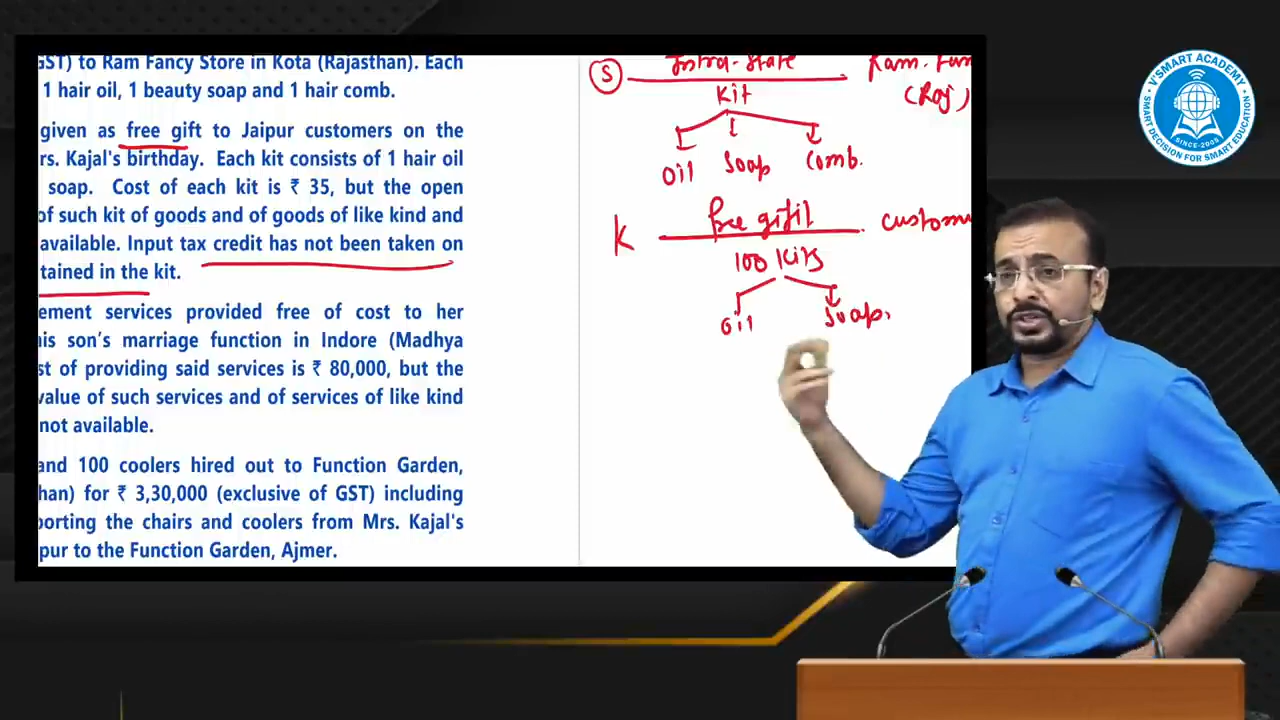 GST) to Ram Fancy Store in Kota (Rajasthan). Each
1 hair oil, 1 beauty soap and 1 hair comb.
given as free gift to Jaipur customers on the
rs. Kajal's birthday. Each kit consists of 1 hair oil
soap. Cost of each kit is ₹ 35, but the open
of such kit of goods and of goods of like kind and
available. Input tax credit has not been taken on
tained in the kit.
ement services provided free of cost to her
his son's marriage function in Indore (Madhya
st of providing said services is ₹ 80,000, but the
value of such services and of services of like kind
not available.
and 100 coolers hired out to Function Garden,
han) for ₹ 3,30,000 (exclusive of GST) including
porting the chairs and coolers from Mrs. Kajal's
pur to the Function Garden, Ajmer.
S Intra-State Ram. Fan
Kit (Raj)
Oil Soap Comb.
K free gifit custome
100 Kits
Oil Soap.
V'SMART ACADEMY
SMART DECISION FOR SMART EDUCATION
SINCE-2005